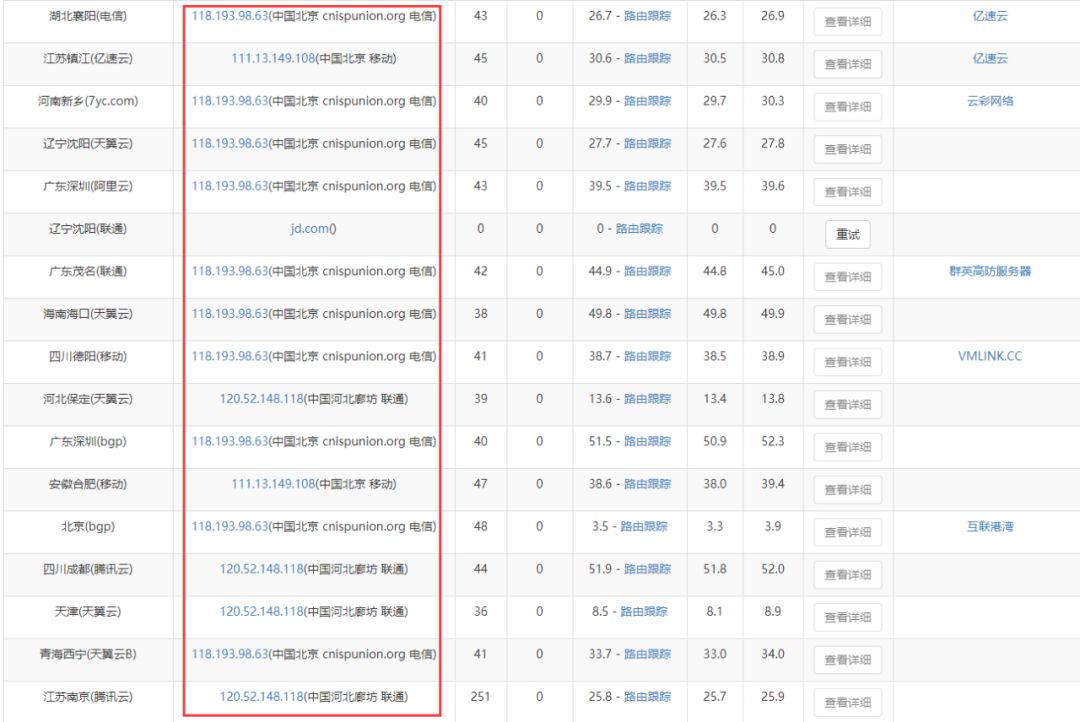 湖北襄阳(电信) 118.193.98.63(中国北京 cnispunion.org 电信) 43 0 26.7 - 路由跟踪 26.3 26.9 查看详细 亿速云
江苏镇江(亿速云) 111.13.149.108(中国北京 移动) 45 0 30.6 - 路由跟踪 30.5 30.8 查看详细 亿速云
河南新乡(7yc.com) 118.193.98.63(中国北京 cnispunion.org 电信) 40 0 29.9 - 路由跟踪 29.7 30.3 查看详细 云彩网络
辽宁沈阳(天翼云) 118.193.98.63(中国北京 cnispunion.org 电信) 45 0 27.7 - 路由跟踪 27.6 27.8 查看详细
广东深圳(阿里云) 118.193.98.63(中国北京 cnispunion.org 电信) 43 0 39.5 - 路由跟踪 39.5 39.6 查看详细
辽宁沈阳(联通) jd.com() 0 0 0 - 路由跟踪 0 0 重试
广东茂名(联通) 118.193.98.63(中国北京 cnispunion.org 电信) 42 0 44.9 - 路由跟踪 44.8 45.0 查看详细 群英高防服务器
海南海口(天翼云) 118.193.98.63(中国北京 cnispunion.org 电信) 38 0 49.8 - 路由跟踪 49.8 49.9 查看详细
四川德阳(移动) 118.193.98.63(中国北京 cnispunion.org 电信) 41 0 38.7 - 路由跟踪 38.5 38.9 查看详细 VMLINK.CC
河北保定(天翼云) 120.52.148.118(中国河北廊坊 联通) 39 0 13.6 - 路由跟踪 13.4 13.8 查看详细
广东深圳(bgp) 118.193.98.63(中国北京 cnispunion.org 电信) 40 0 51.5 - 路由跟踪 50.9 52.3 查看详细
安徽合肥(移动) 111.13.149.108(中国北京 移动) 47 0 38.6 - 路由跟踪 38.0 39.4 查看详细
北京(bgp) 118.193.98.63(中国北京 cnispunion.org 电信) 48 0 3.5 - 路由跟踪 3.3 3.9 查看详细 互联港湾
四川成都(腾讯云) 120.52.148.118(中国河北廊坊 联通) 44 0 51.9 - 路由跟踪 51.8 52.0 查看详细
天津(天翼云) 120.52.148.118(中国河北廊坊 联通) 36 0 8.5 - 路由跟踪 8.1 8.9 查看详细
青海西宁(天翼云B) 118.193.98.63(中国北京 cnispunion.org 电信) 41 0 33.7 - 路由跟踪 33.0 34.0 查看详细
江苏南京(腾讯云) 120.52.148.118(中国河北廊坊 联通) 251 0 25.8 - 路由跟踪 25.7 25.9 查看详细